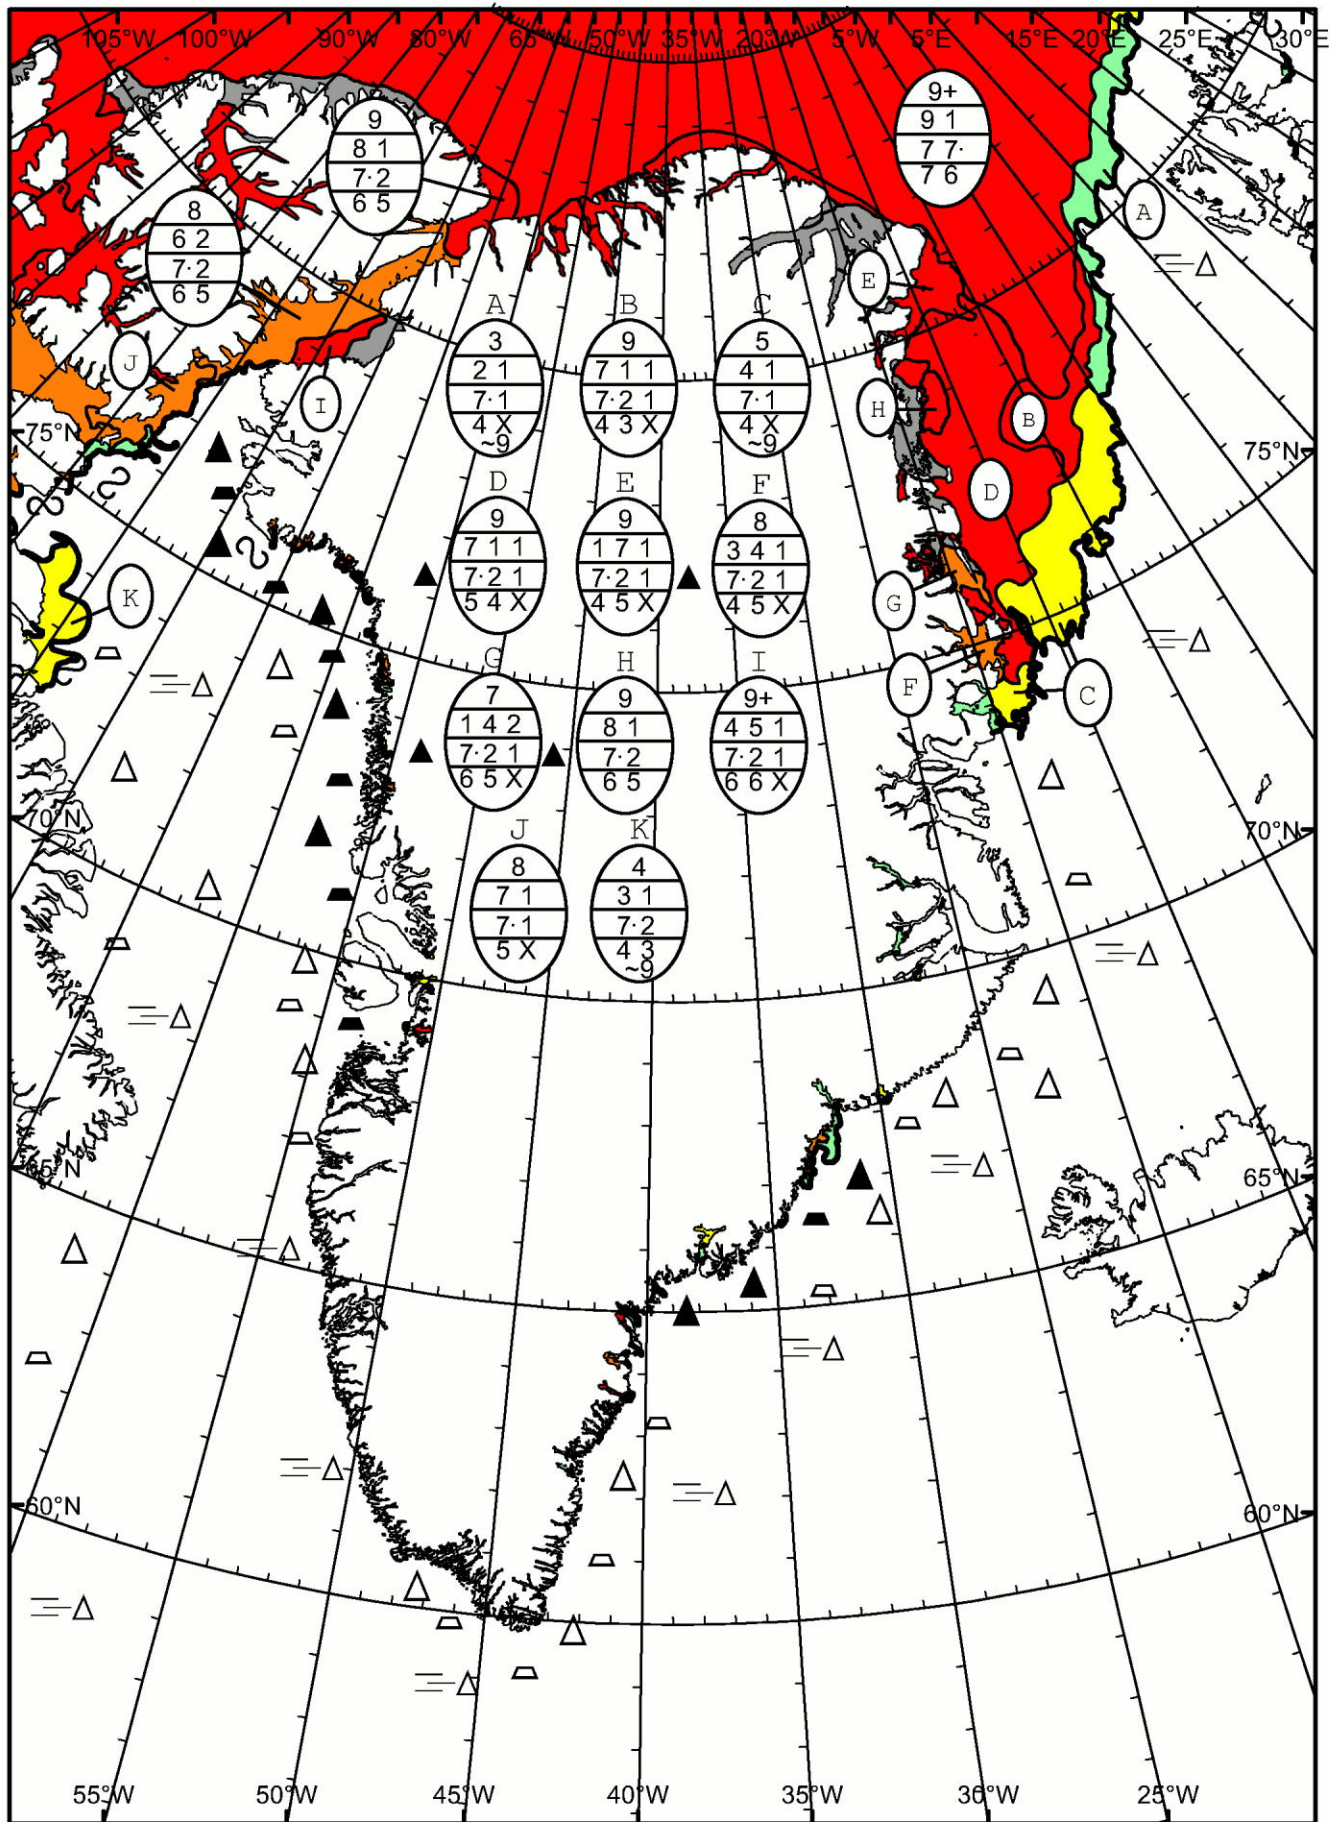 105°W 100°W 90°W 80°W 65°W 50°W 35°W 20°W 5°W 5°E 15°E 20°E 25°E 30°E
9
8 1
7· 2
6 5
9+
9 1
7 7·
7 6
8
6 2
7· 2
6 5
A
E
J
I
H
B
D
A
3
2 1
7· 1
4 X
~9
B
9
7 1 1
7· 2 1
4 3 X
C
5
4 1
7· 1
4 X
~9
75°N
75°N
D
9
7 1 1
7· 2 1
5 4 X
E
9
1 7 1
7· 2 1
4 5 X
F
8
3 4 1
7· 2 1
4 5 X
K
G
F
C
G
7
1 4 2
7· 2 1
6 5 X
H
9
8 1
7· 2
6 5
I
9+
4 5 1
7· 2 1
6 6 X
70°N
70°N
J
8
7 1
7· 1
5 X
K
4
3 1
7· 2
4 3
~9
65°N
65°N
60°N
60°N
55°W 50°W 45°W 40°W 35°W 30°W 25°W